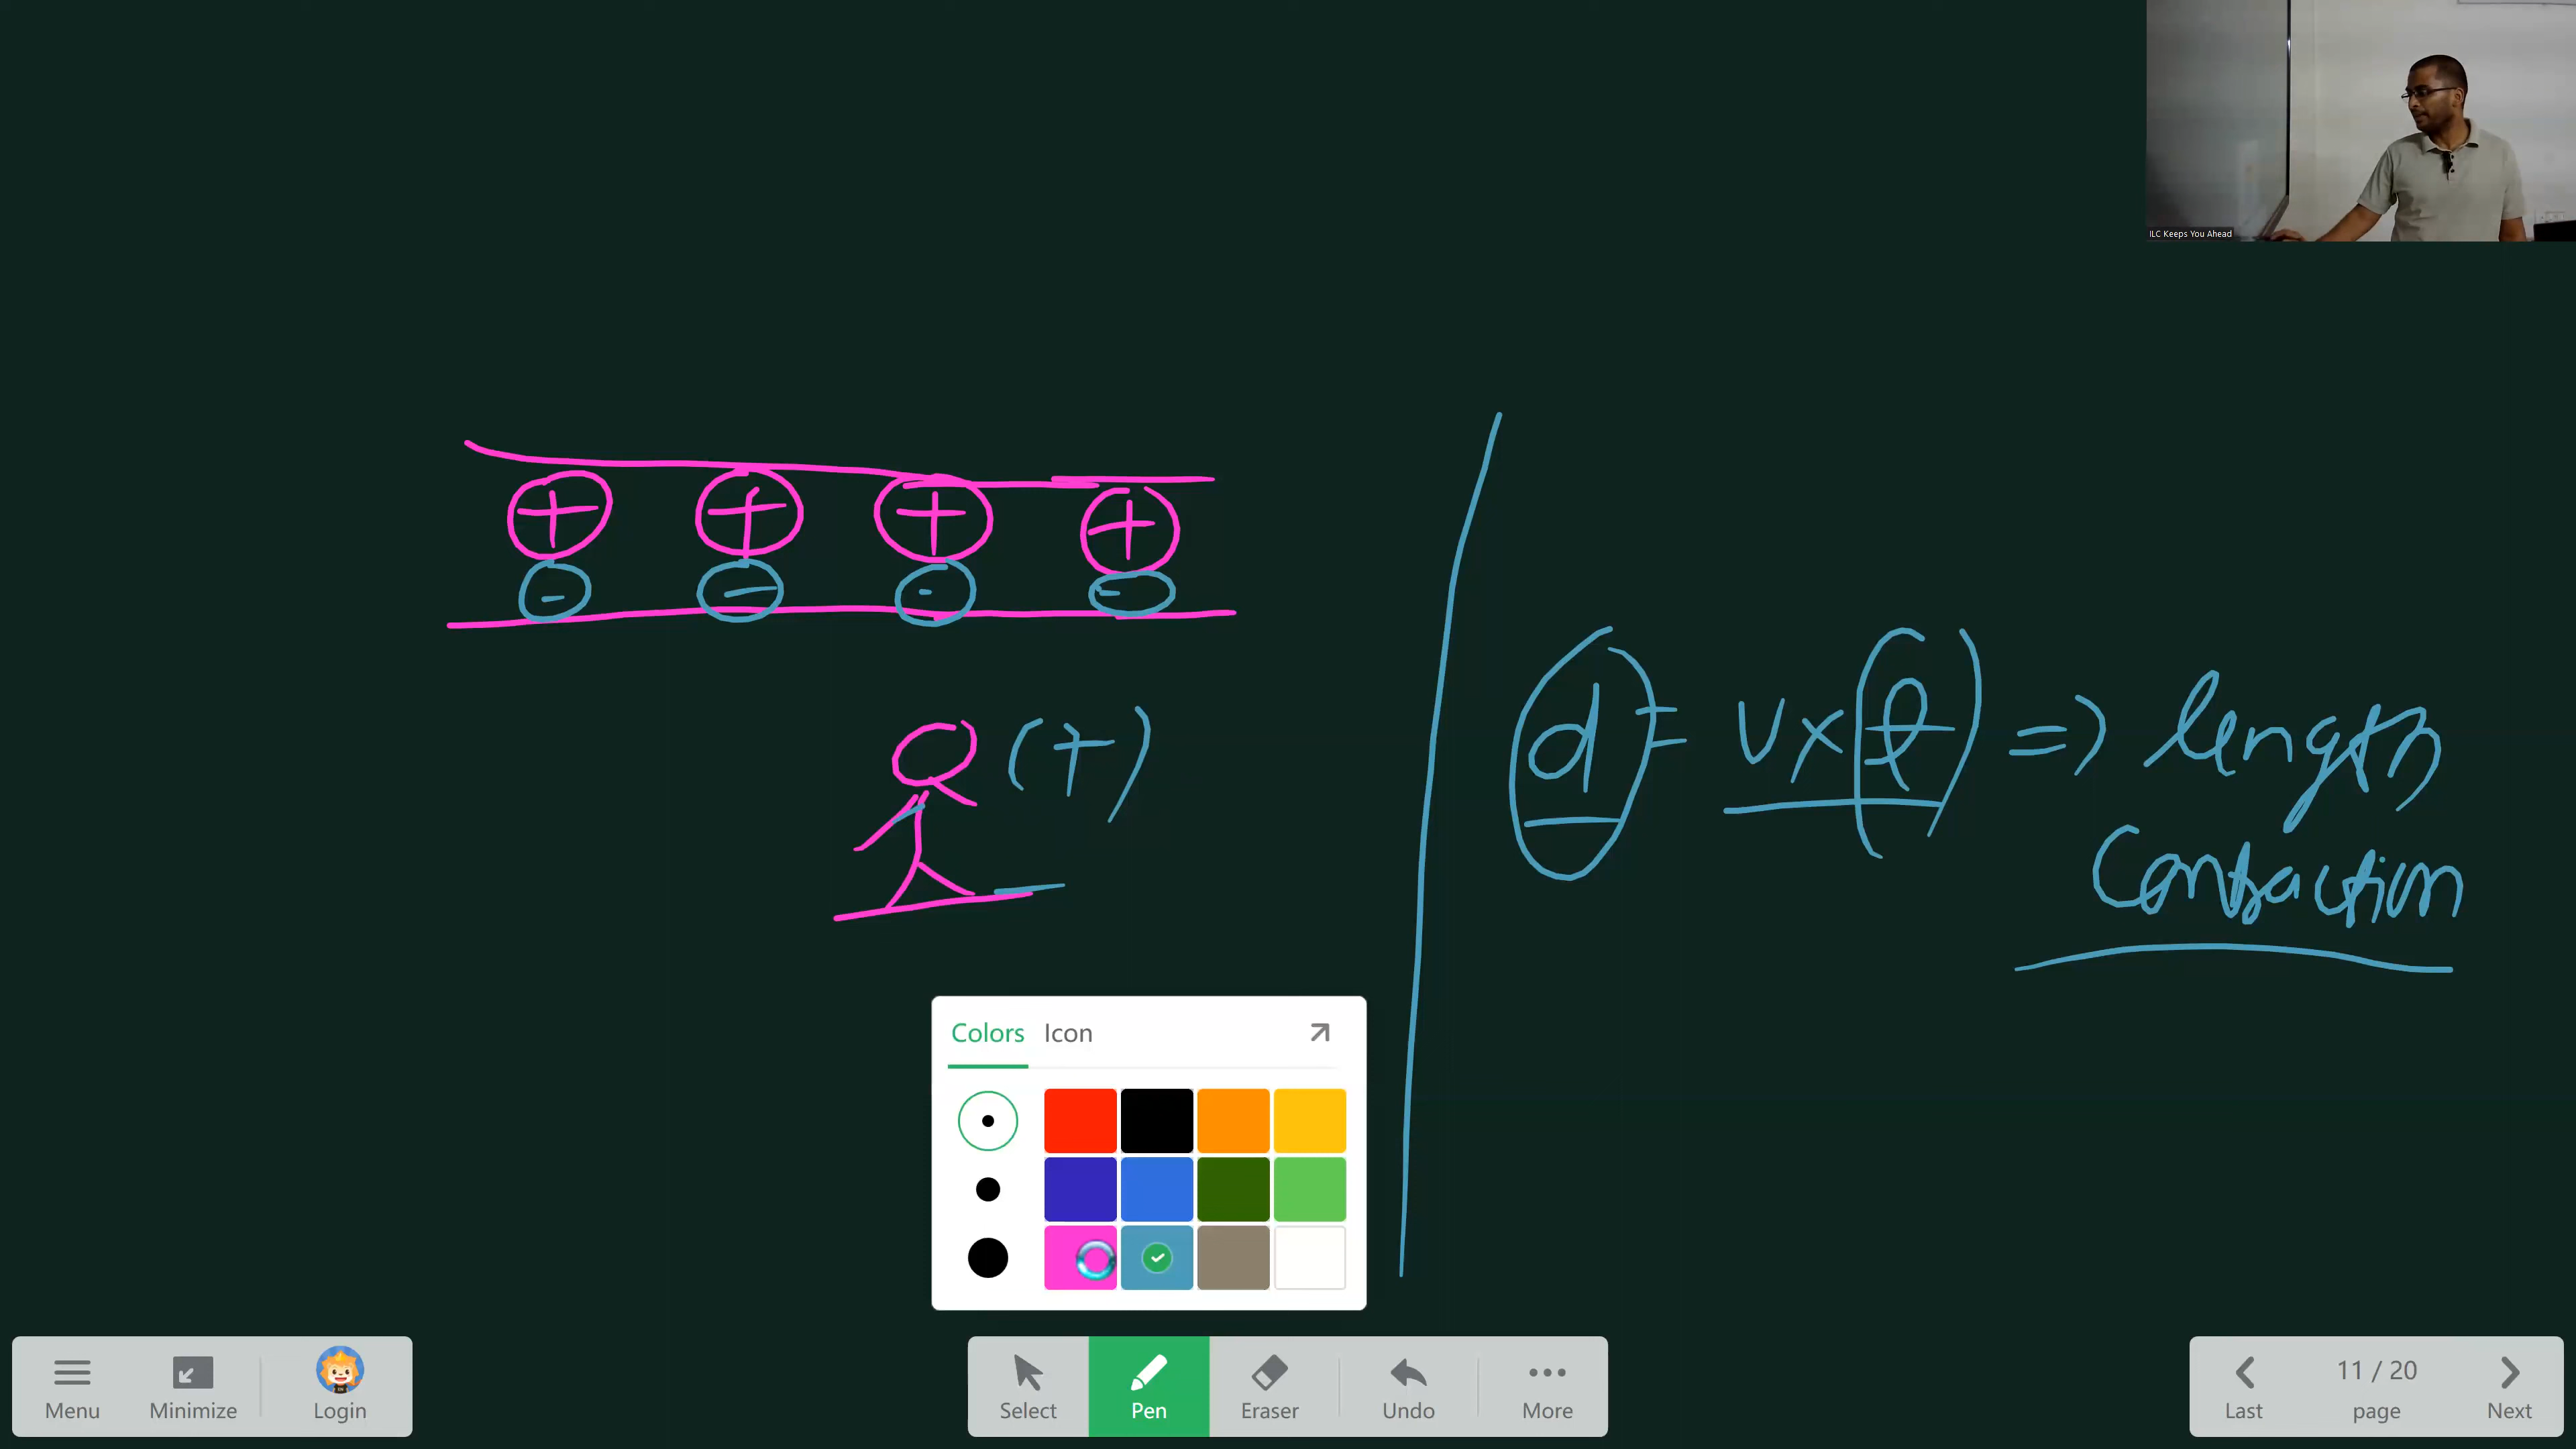 ILC Keeps You Ahead
+ + + +
- - - -
(+)
d = v x (t) => length
Contraction
Colors Icon
Menu Minimize Login
Select Pen Eraser Undo More
Last 11 / 20 page Next